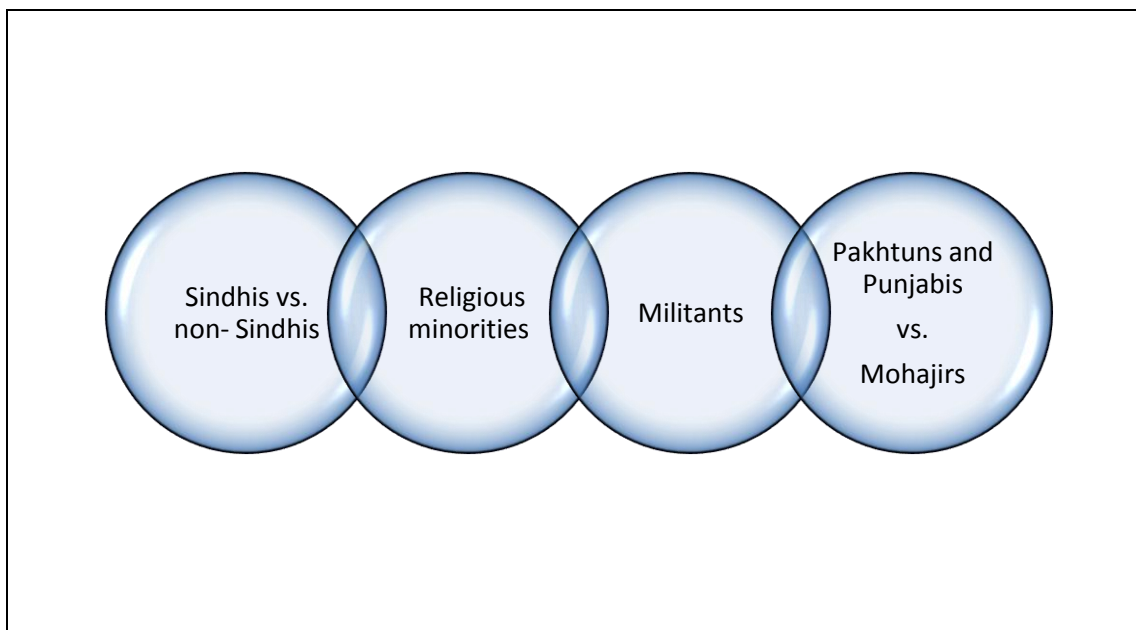 Sindhis vs.
non- Sindhis
Religious
minorities
Militants
Pakhtuns and
Punjabis
vs.
Mohajirs